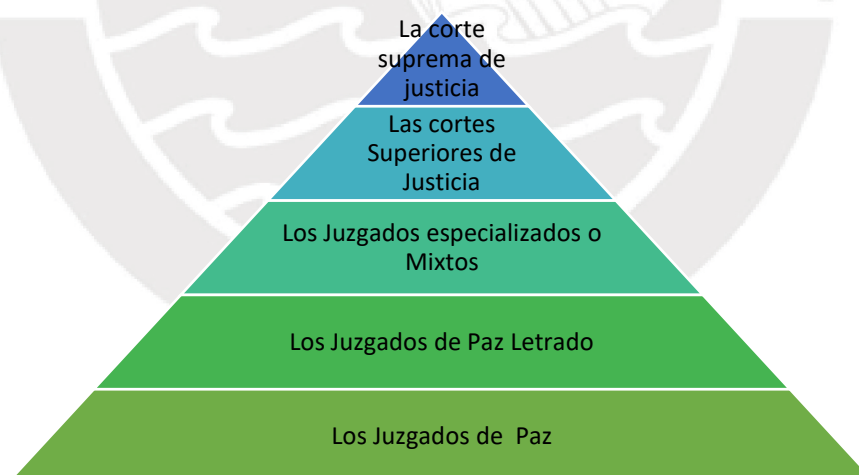 La corte
suprema de
justicia
Las cortes
Superiores de
Justicia
Los Juzgados especializados o
Mixtos
Los Juzgados de Paz Letrado
Los Juzgados de  Paz